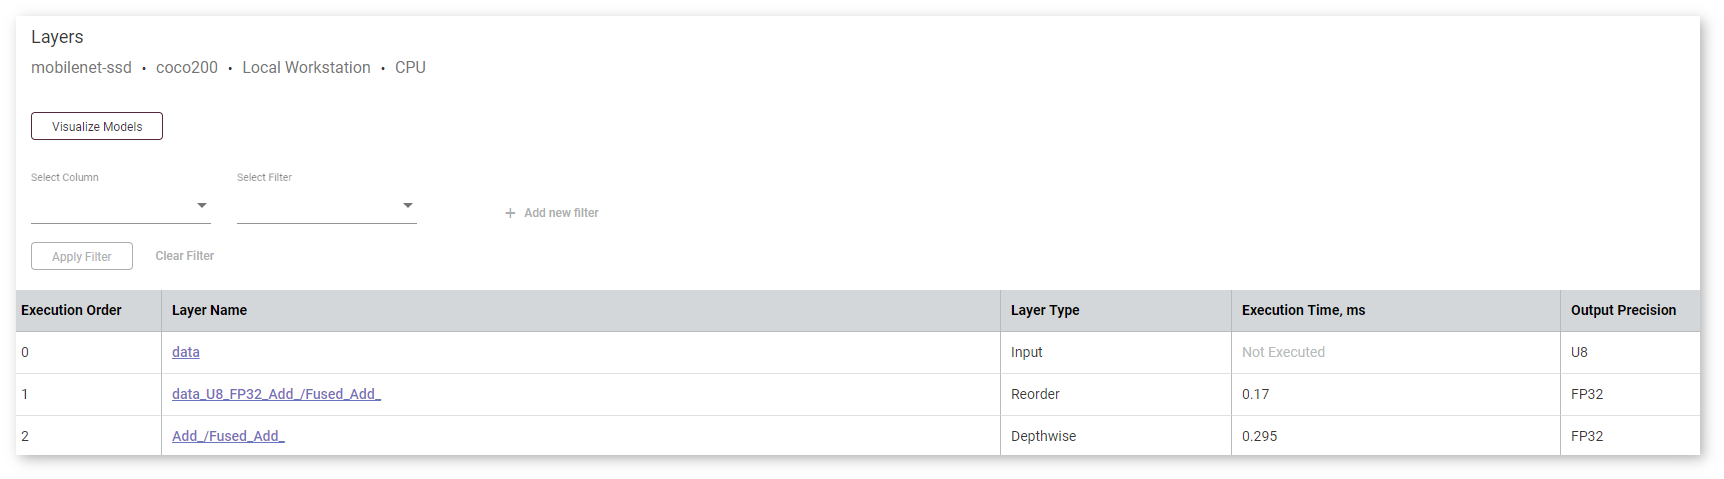 Layers
mobilenet-ssd • coco200 • Local Workstation • CPU
Visualize Models
Select Column Select Filter
+ Add new filter
Apply Filter Clear Filter
Execution Order Layer Name Layer Type Execution Time, ms Output Precision
0 data Input Not Executed U8
1 data_U8_FP32_Add_/Fused_Add_ Reorder 0.17 FP32
2 Add_/Fused_Add_ Depthwise 0.295 FP32